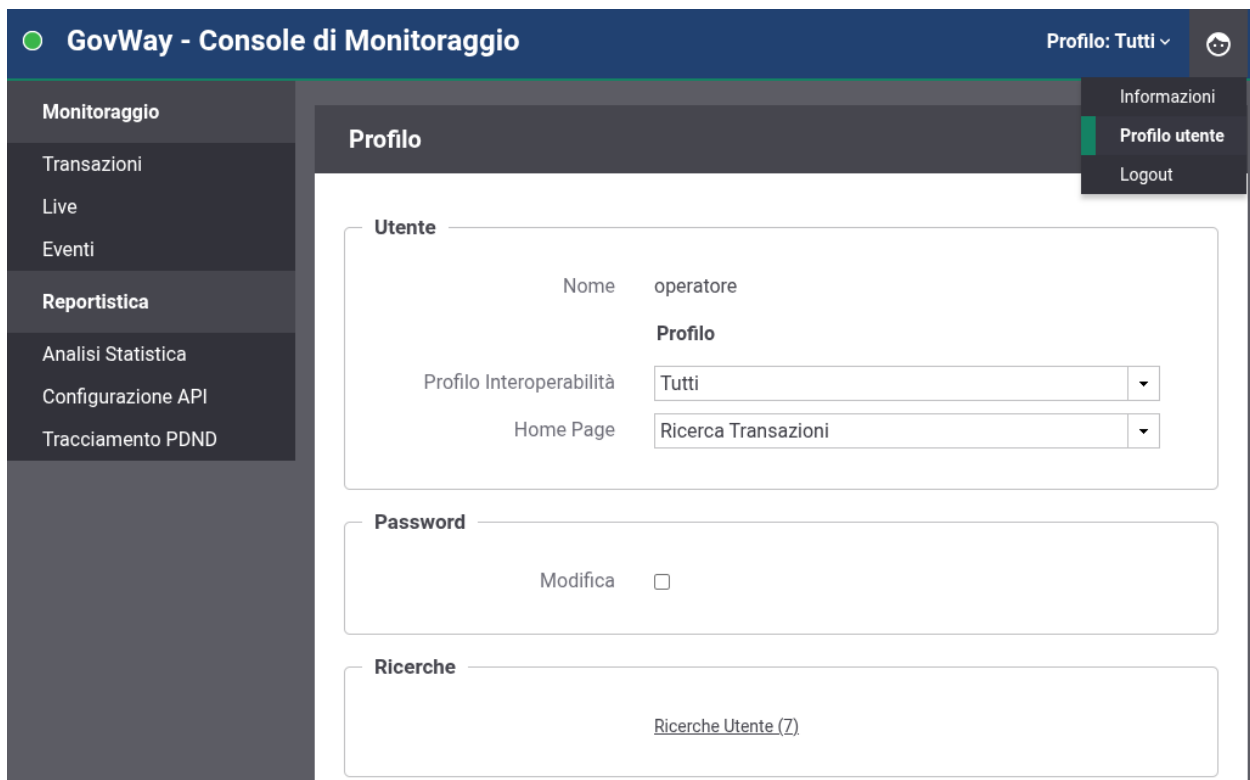 GovWay - Console di Monitoraggio
Profilo: Tutti
Informazioni
Profilo utente
Logout
Monitoraggio
Transazioni
Live
Eventi
Reportistica
Analisi Statistica
Configurazione API
Tracciamento PDND
Profilo
Utente
Nome operatore
Profilo
Profilo Interoperabilità Tutti
Home Page Ricerca Transazioni
Password
Modifica
Ricerche
Ricerche Utente (7)